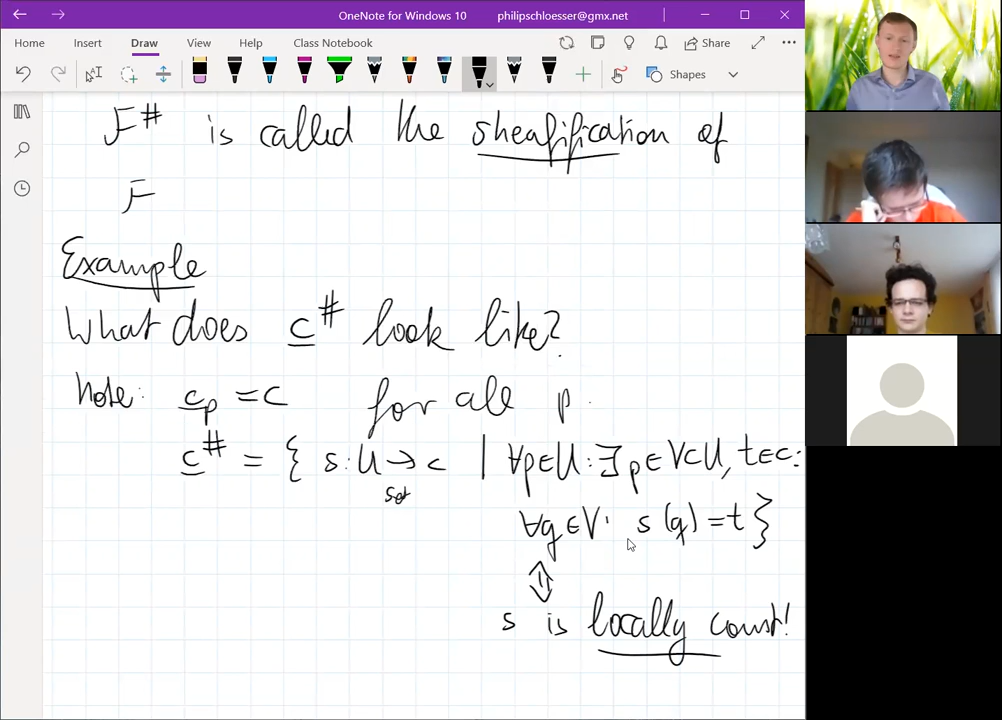 OneNote for Windows 10
philipschloesser@gmx.net
Home Insert Draw View Help Class Notebook Share
Shapes
F# is called the sheafification of
F
Example
What does c# look like?
Note: c_p = c for all p.
c# = { s: U → c | ∀p∈U: ∃ p∈V⊂U, t∈c:
Set
∀q∈V: s(q) = t }
⇕
s is locally const!